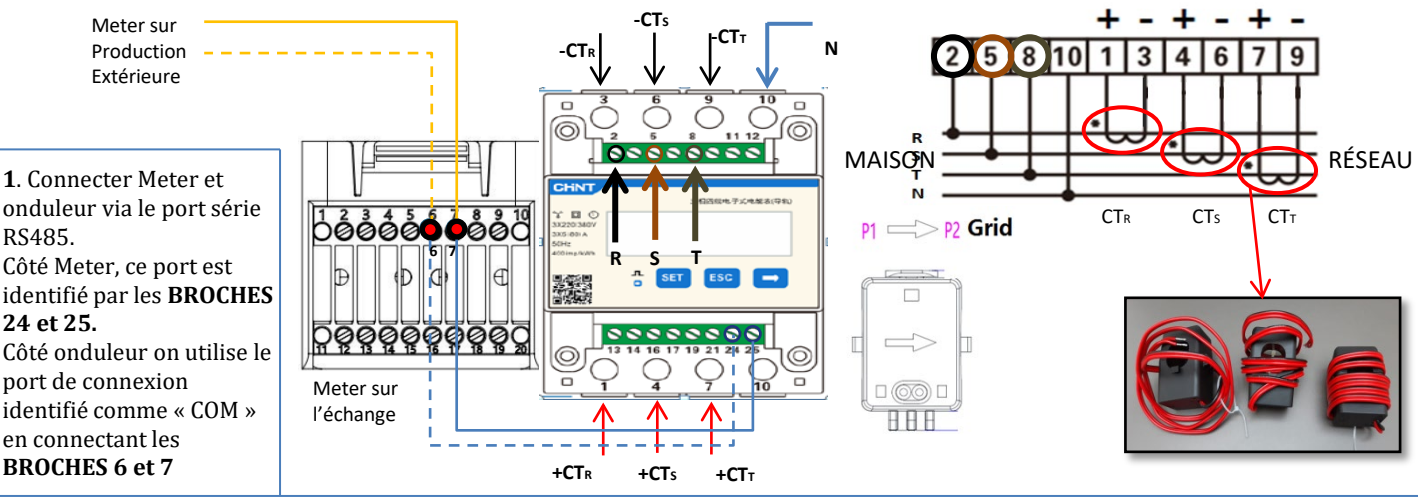 Meter sur
Production
Extérieure
1. Connecter Meter et
onduleur via le port série
RS485.
Côté Meter, ce port est
identifié par les BROCHES
24 et 25.
Côté onduleur on utilise le
port de connexion
identifié comme « COM »
en connectant les
BROCHES 6 et 7
1 2 3 4 5 6 7 8 9 10
6 7
11 12 13 14 15 16 17 18 19 20
Meter sur
l'échange
-CTR
-CTS
-CTT
N
3 6 9 10
2 5 8 11 12
CHNT
3X220/380V
50Hz
400imp/kWh
R S T
SET
ESC
13 14 16 17 19 21 24 25
1 4 7 10
+CTR
+CTS
+CTT
+ - + - + -
2 5 8 10 1 3 4 6 7 9
R
S
T
N
MAISON
RÉSEAU
CTR
CTS
CTT
P1 P2 Grid